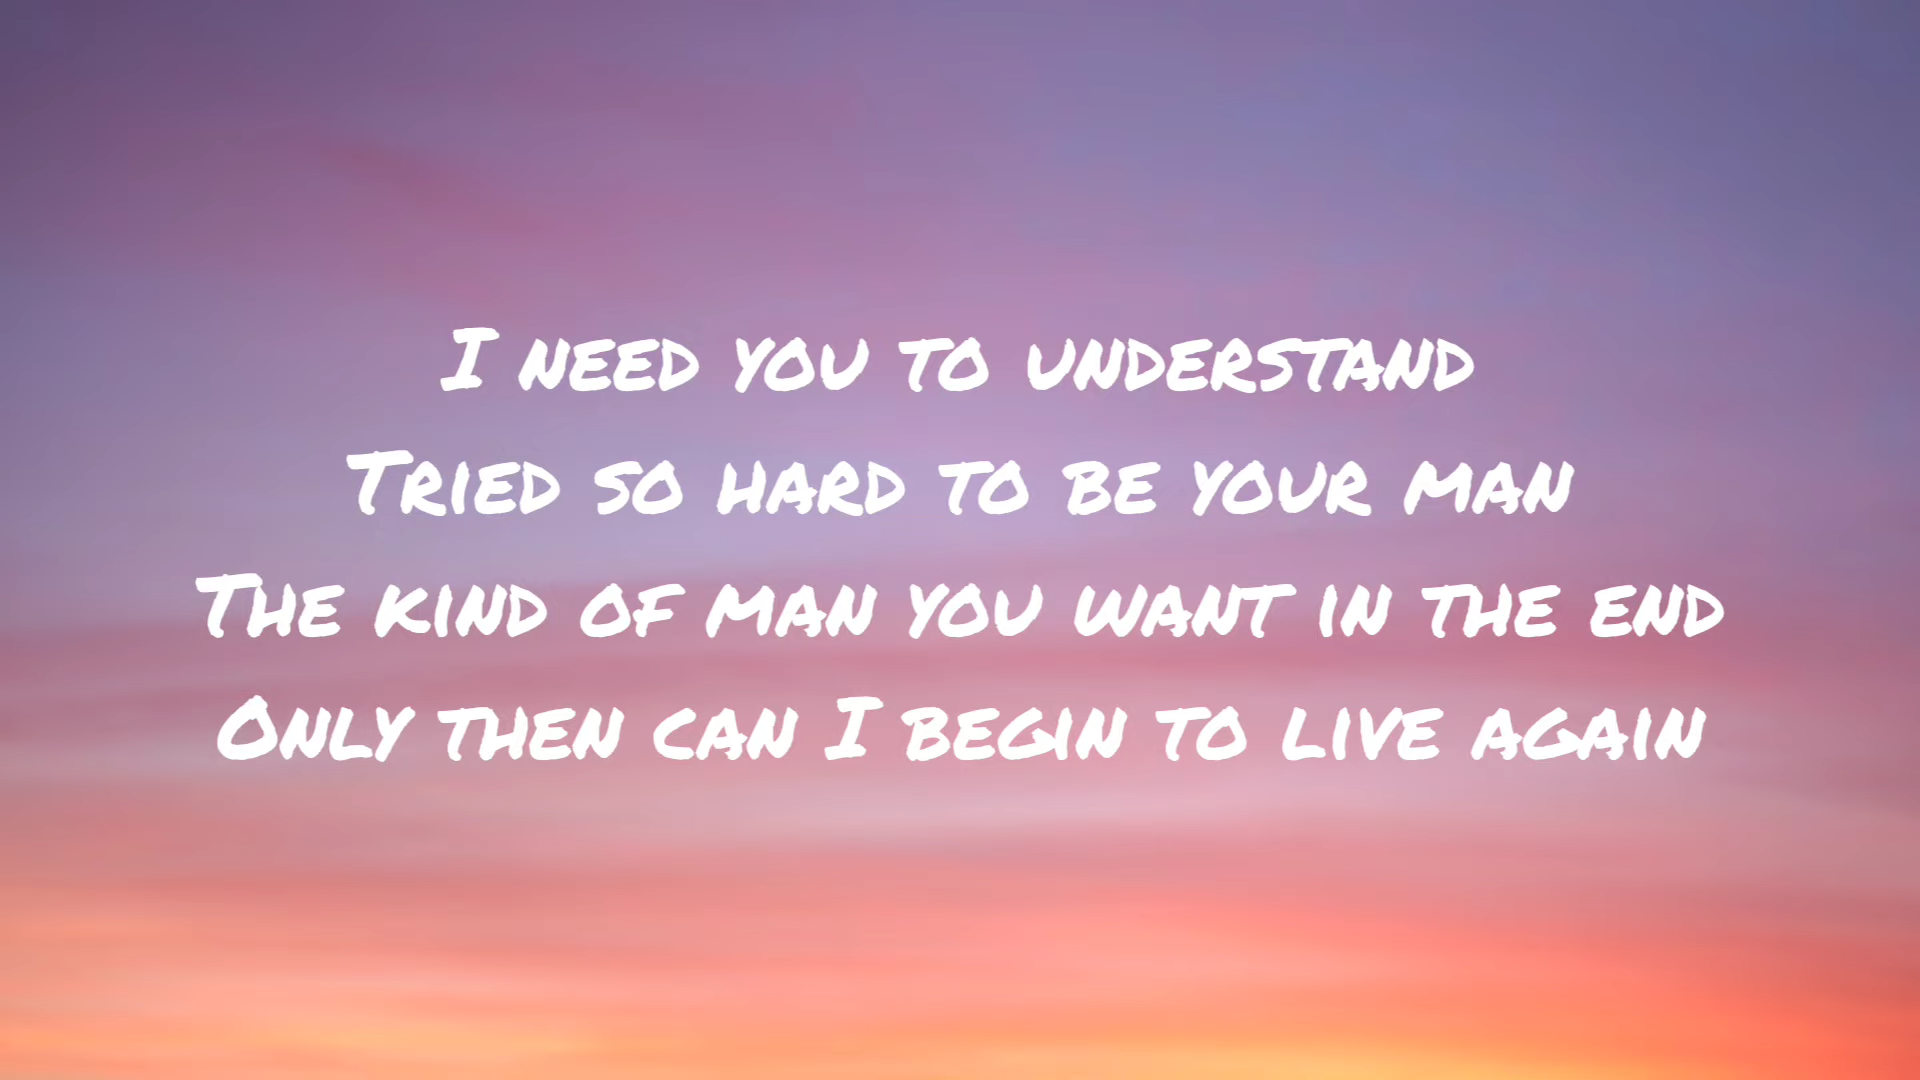 I need you to understand
Tried so hard to be your man
The kind of man you want in the end
Only then can I begin to live again